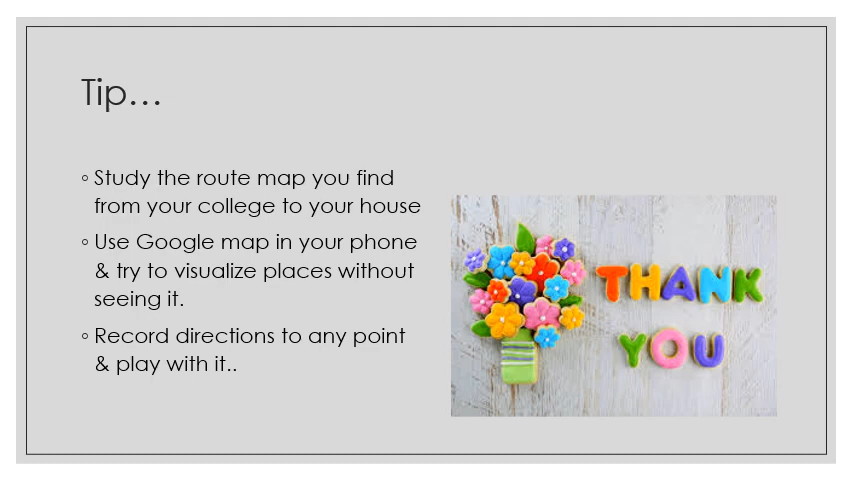 Tip…
◦ Study the route map you find
from your college to your house
◦ Use Google map in your phone
& try to visualize places without
seeing it.
◦ Record directions to any point
& play with it..
THANK
YOU